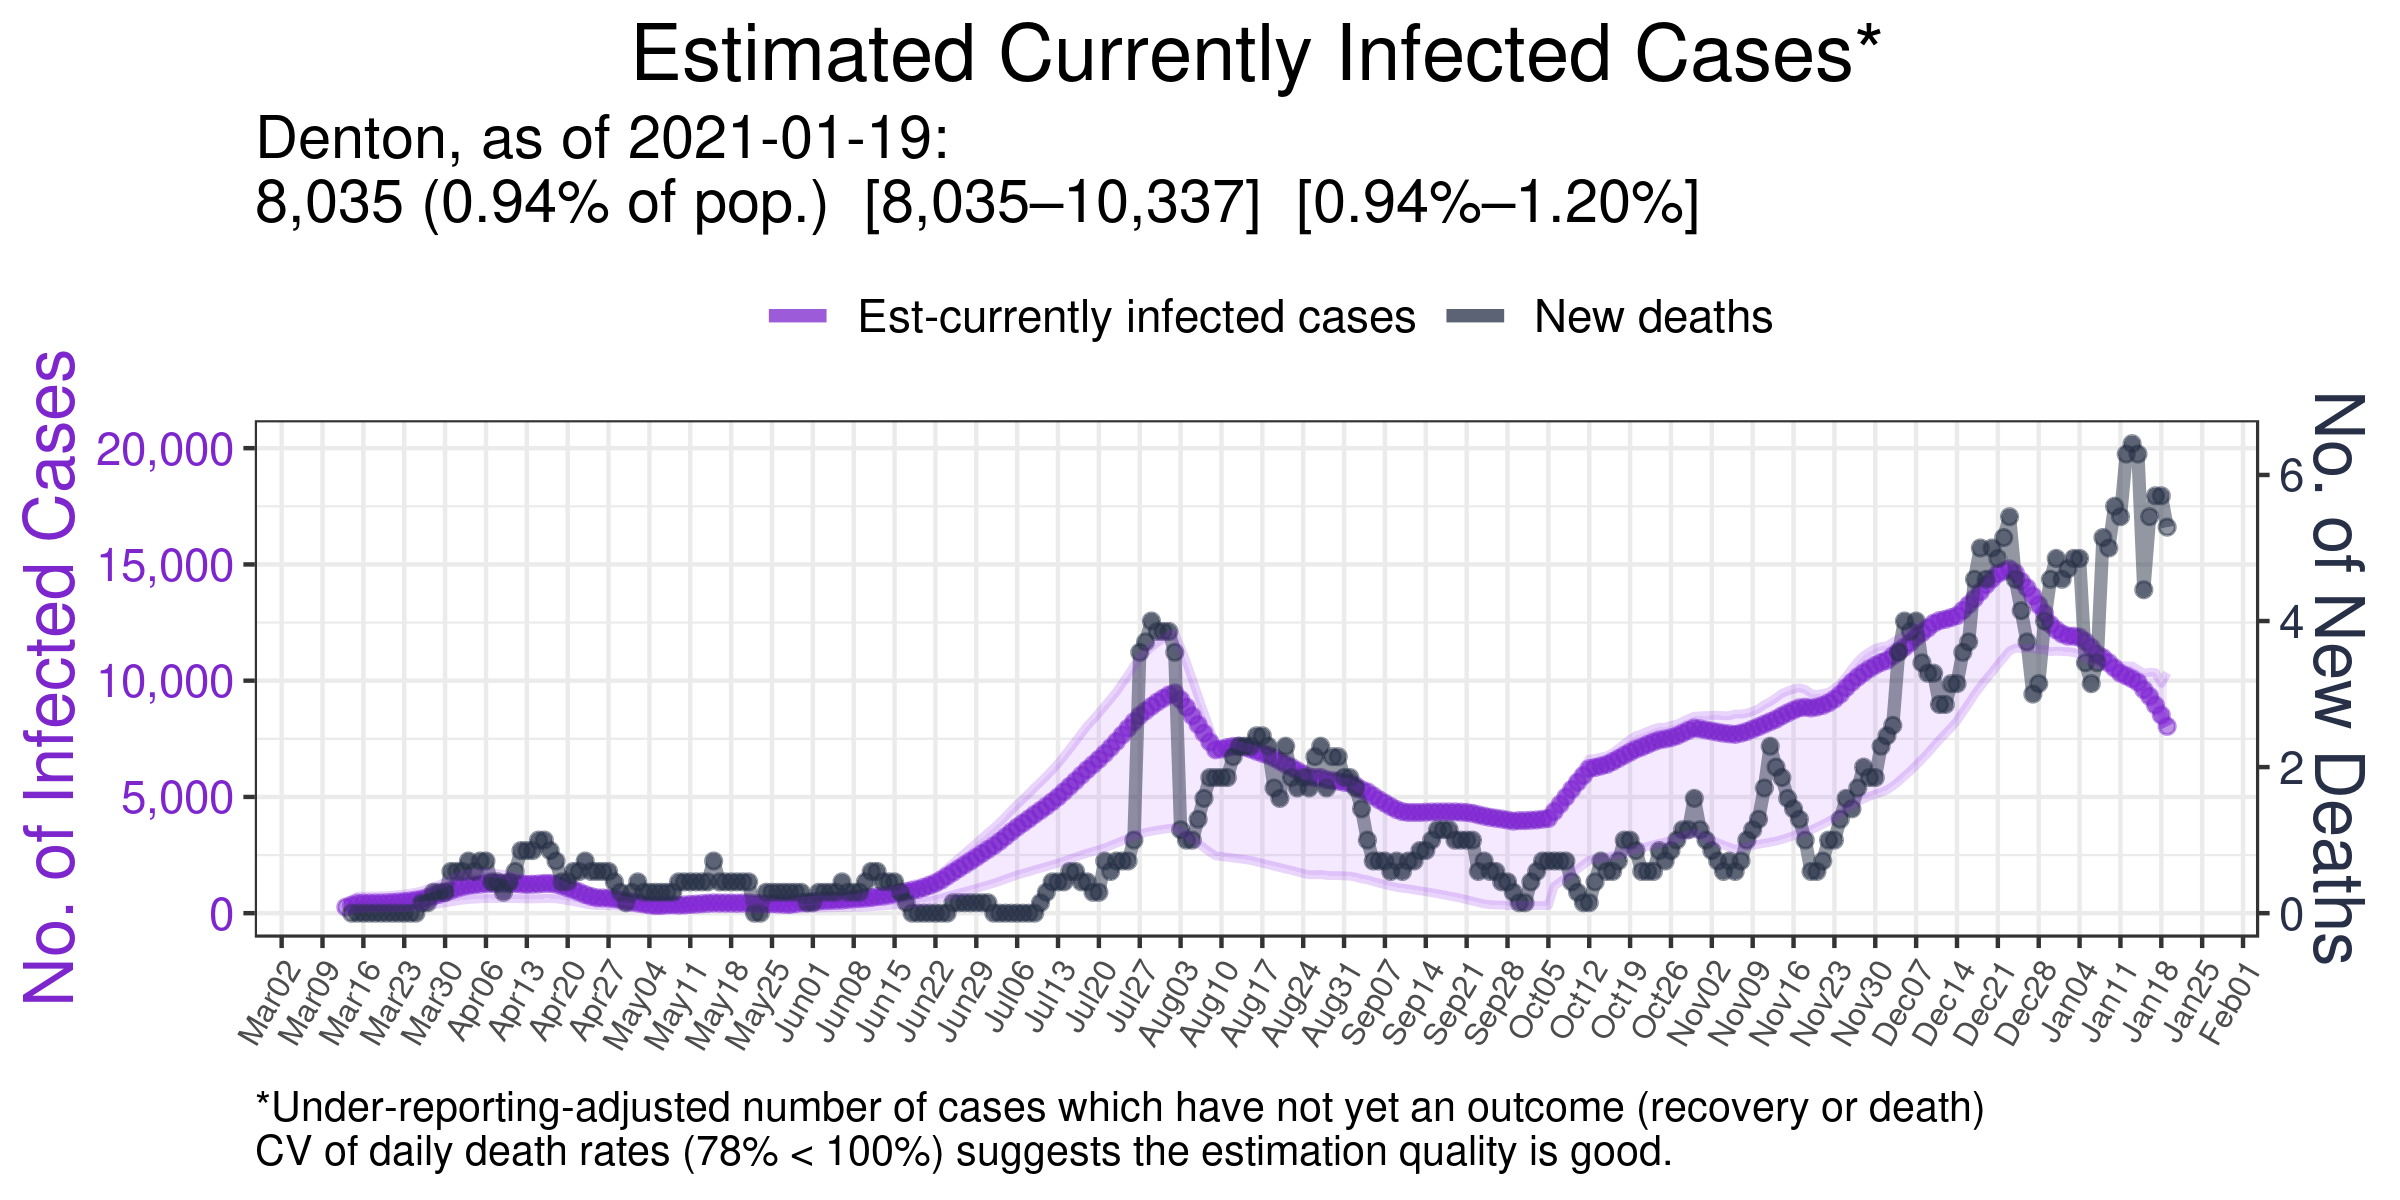 Estimated Currently Infected Cases*
Denton, as of 2021-01-19:
8,035 (0.94% of pop.)  [8,035–10,337]  [0.94%–1.20%]
Est-currently infected cases
New deaths
No. of Infected Cases
20,000
15,000
10,000
5,000
0
No. of New Deaths
6
4
2
0
Mar02
Mar09
Mar16
Mar23
Mar30
Apr06
Apr13
Apr20
Apr27
May04
May11
May18
May25
Jun01
Jun08
Jun15
Jun22
Jun29
Jul06
Jul13
Jul20
Jul27
Aug03
Aug10
Aug17
Aug24
Aug31
Sep07
Sep14
Sep21
Sep28
Oct05
Oct12
Oct19
Oct26
Nov02
Nov09
Nov16
Nov23
Nov30
Dec07
Dec14
Dec21
Dec28
Jan04
Jan11
Jan18
Jan25
Feb01
*Under-reporting-adjusted number of cases which have not yet an outcome (recovery or death)
CV of daily death rates (78% < 100%) suggests the estimation quality is good.